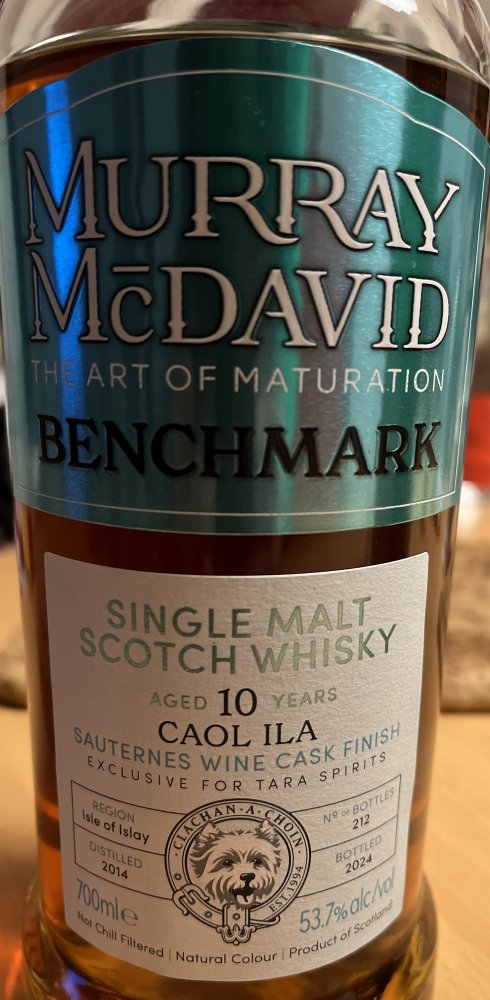 MURRAY
McDAVID
THE ART OF MATURATION
BENCHMARK
SINGLE MALT
SCOTCH WHISKY
AGED 10 YEARS
CAOL ILA
SAUTERNES WINE CASK FINISH
EXCLUSIVE FOR TARA SPIRITS
REGION
Isle of Islay
DISTILLED
2014
CLACHAN·A·CHOIN
EST. 1994
Nº OF BOTTLES
212
BOTTLED
2024
700ml℮
53.7% alc/vol
Not Chill Filtered | Natural Colour | Product of Scotland